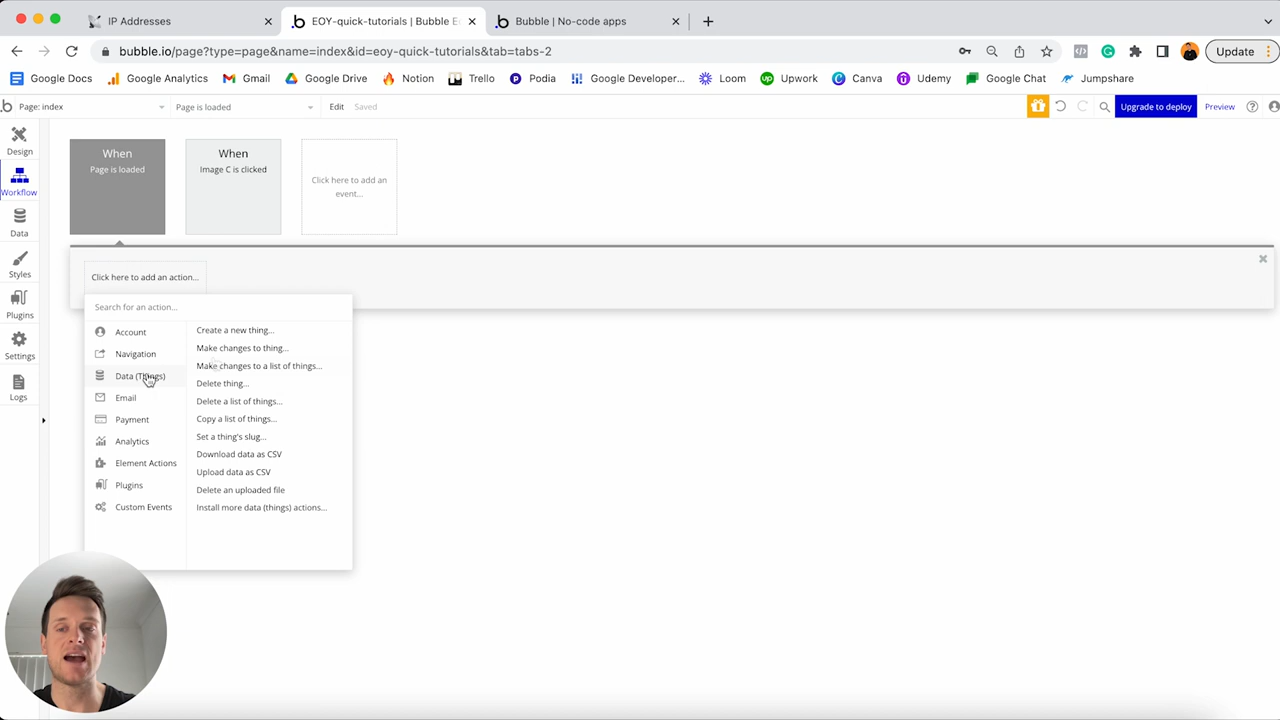 IP Addresses
EOY-quick-tutorials | Bubble E
Bubble | No-code apps
bubble.io/page?type=page&name=index&id=eoy-quick-tutorials&tab=tabs-2
Update
Google Docs
Google Analytics
Gmail
Google Drive
Notion
Trello
Podia
Google Developer...
Loom
Upwork
Canva
Udemy
Google Chat
Jumpshare
Page: index
Page is loaded
Edit
Saved
Upgrade to deploy
Preview
Design
Workflow
Data
Styles
Plugins
Settings
Logs
When
Page is loaded
When
Image C is clicked
Click here to add an
event...
Click here to add an action...
Search for an action...
Account
Navigation
Data (Things)
Email
Payment
Analytics
Element Actions
Plugins
Custom Events
Create a new thing...
Make changes to thing...
Make changes to a list of things...
Delete thing...
Delete a list of things...
Copy a list of things...
Set a thing's slug...
Download data as CSV
Upload data as CSV
Delete an uploaded file
Install more data (things) actions...